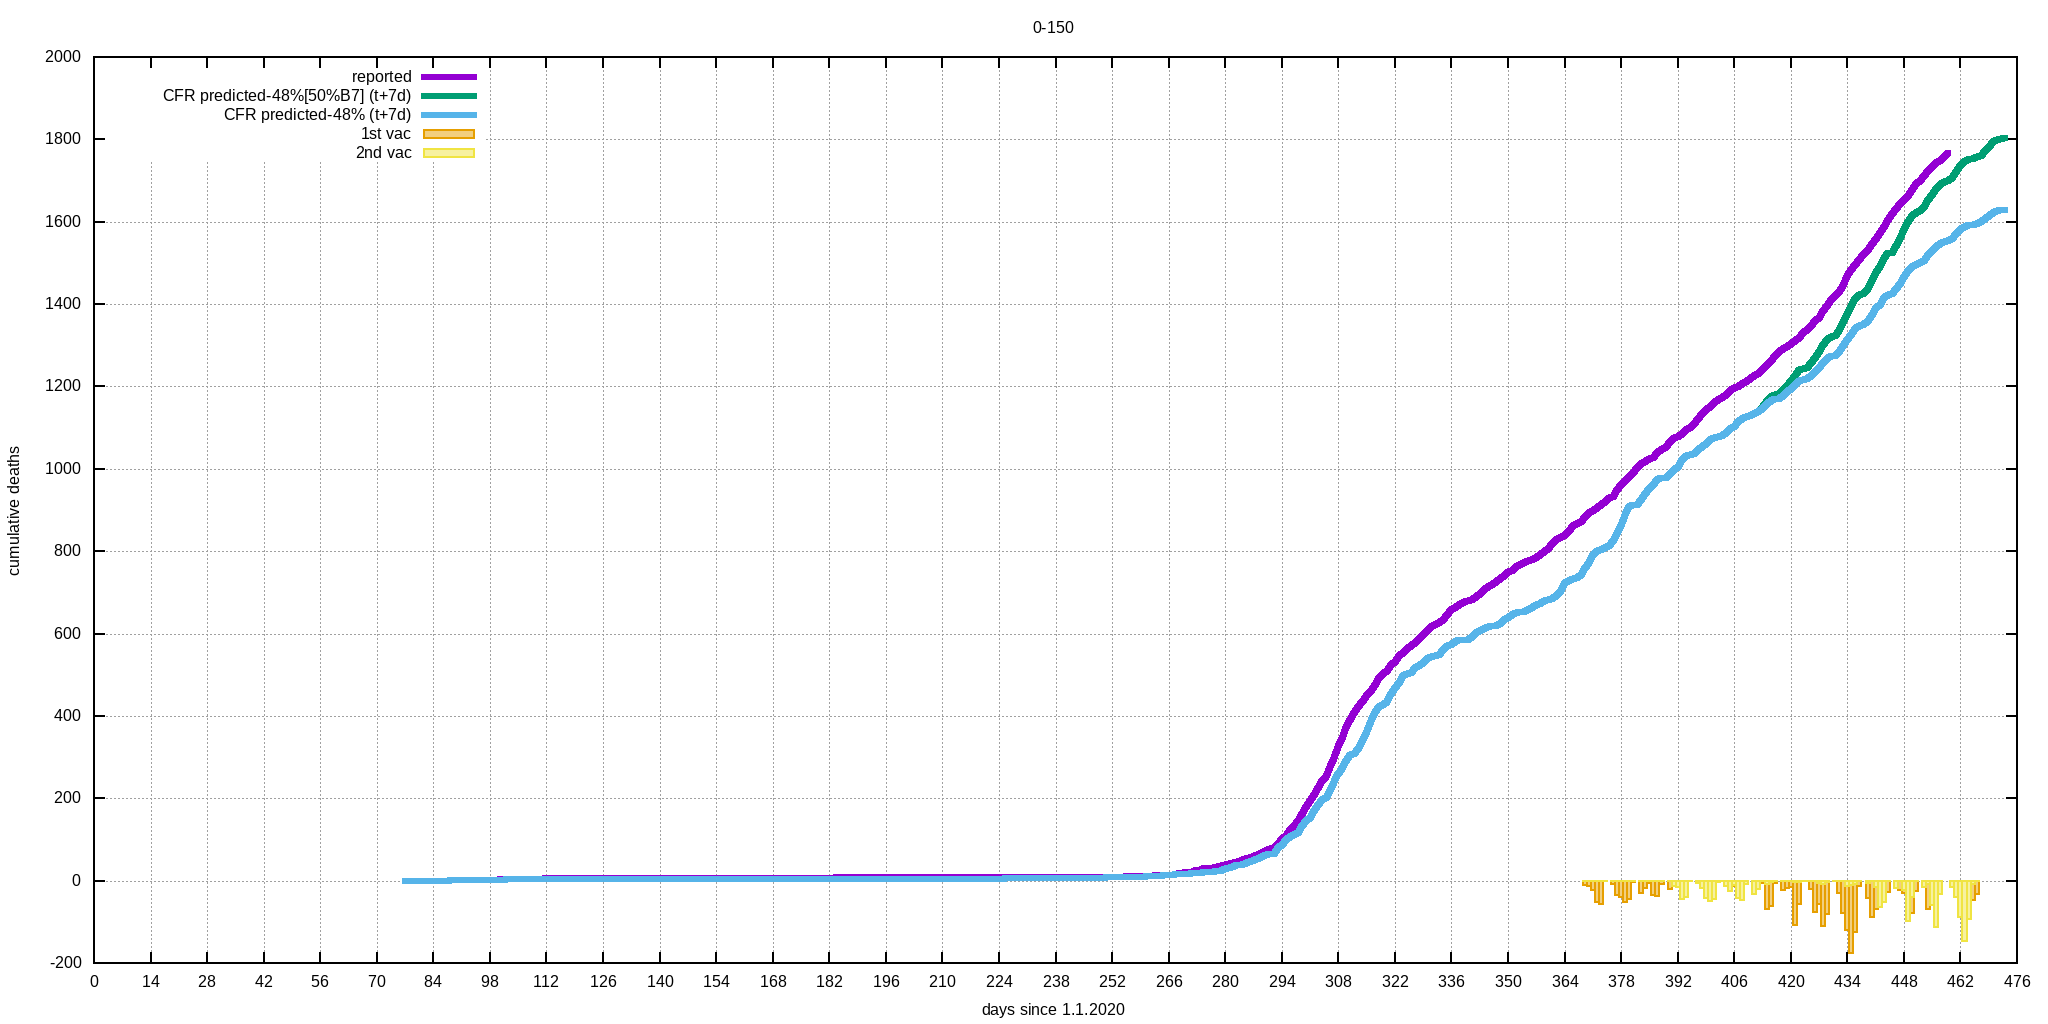 0-150
2000
1800
1600
1400
1200
1000
800
600
400
200
0
-200
cumulative deaths
reported
CFR predicted-48%[50%B7] (t+7d)
CFR predicted-48% (t+7d)
1st vac
2nd vac
0 14 28 42 56 70 84 98 112 126 140 154 168 182 196 210 224 238 252 266 280 294 308 322 336 350 364 378 392 406 420 434 448 462 476
days since 1.1.2020